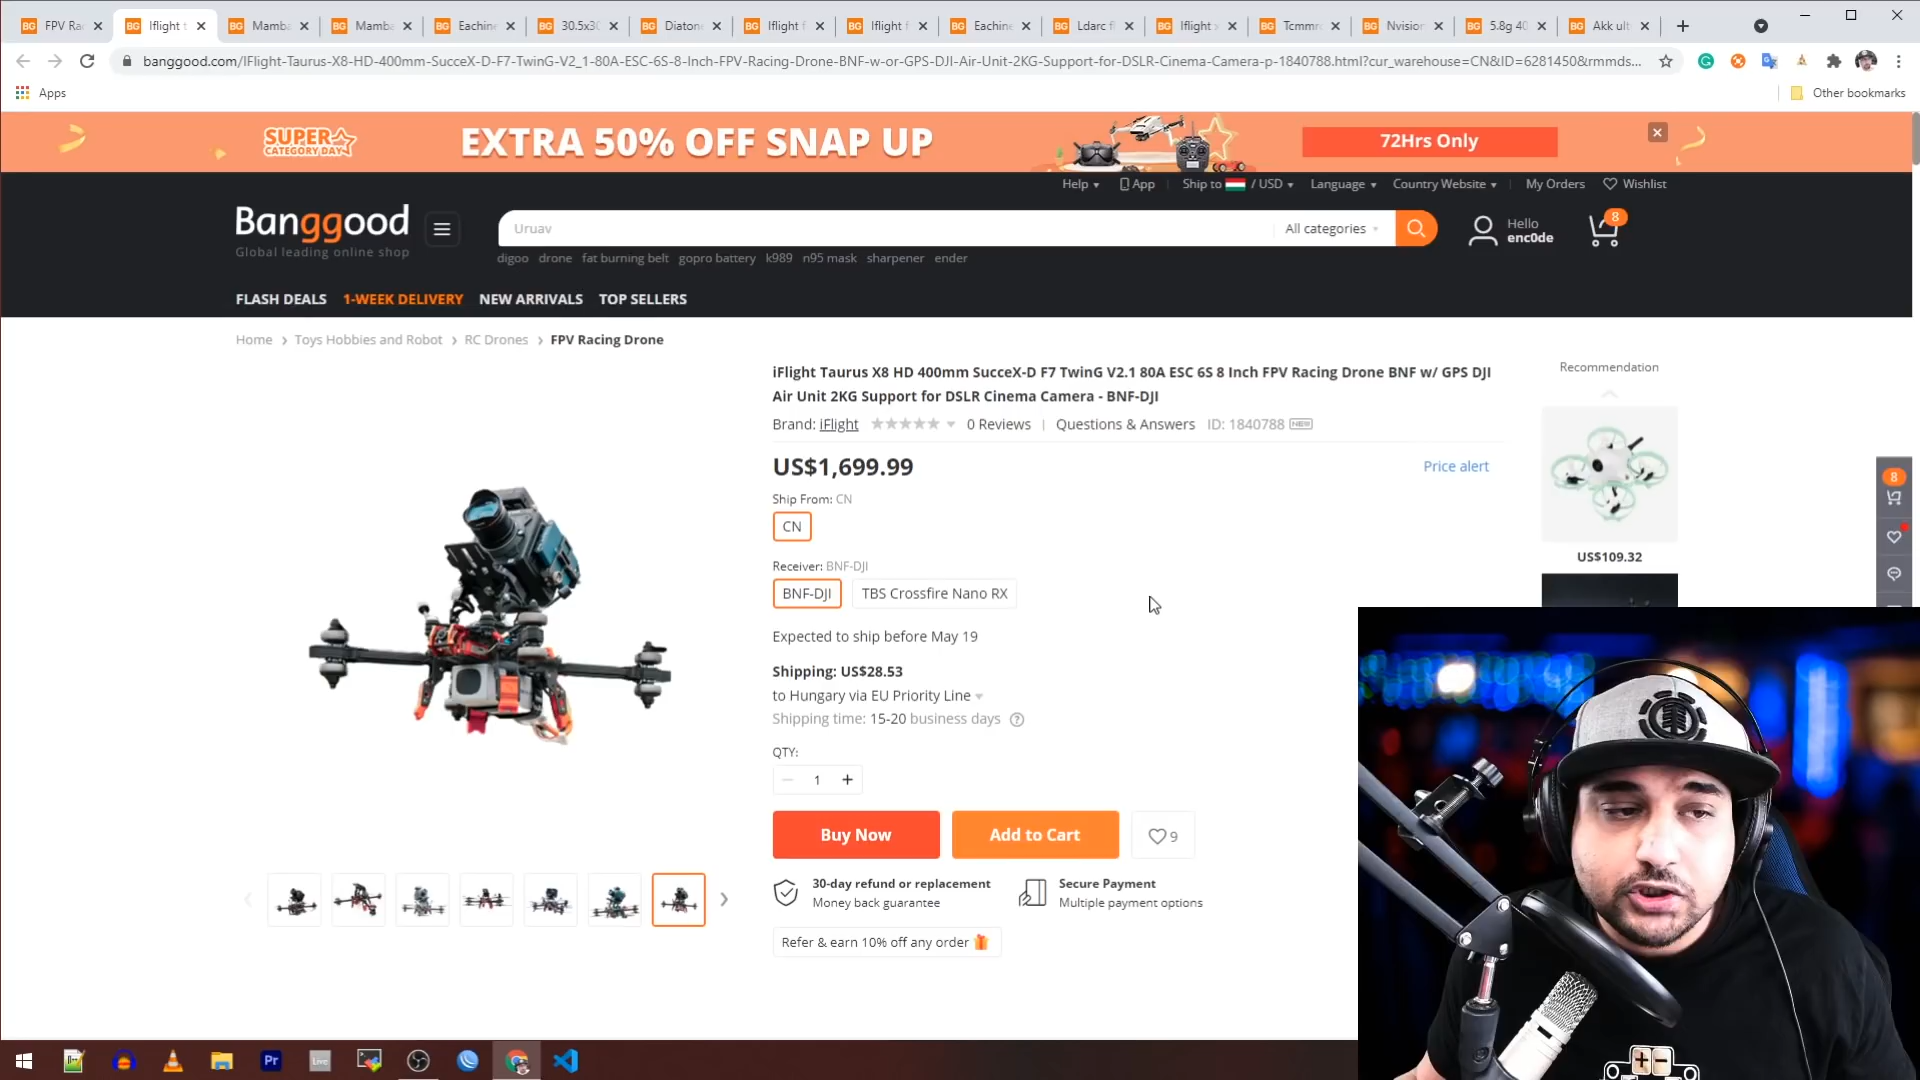 FPV Ra
Iflight t
Mamba
Mamba
Eachine
30.5x30
Diatone
Iflight f
Iflight f
Eachine
Ldarc f
Iflight x
Tcmmr
Nvision
5.8g 40
Akk ult
banggood.com/IFlight-Taurus-X8-HD-400mm-SucceX-D-F7-TwinG-V2_1-80A-ESC-6S-8-Inch-FPV-Racing-Drone-BNF-w-or-GPS-DJI-Air-Unit-2KG-Support-for-DSLR-Cinema-Camera-p-1840788.html?cur_warehouse=CN&ID=6281450&rmmds...
Apps
Other bookmarks
SUPER CATEGORY DAY
EXTRA 50% OFF SNAP UP
72Hrs Only
Help
App
Ship to / USD
Language
Country Website
My Orders
Wishlist
Banggood
Global leading online shop
Uruav
All categories
Hello
enc0de
8
digoo drone fat burning belt gopro battery k989 n95 mask sharpener ender
FLASH DEALS 1-WEEK DELIVERY NEW ARRIVALS TOP SELLERS
Home > Toys Hobbies and Robot > RC Drones > FPV Racing Drone
iFlight Taurus X8 HD 400mm SucceX-D F7 TwinG V2.1 80A ESC 6S 8 Inch FPV Racing Drone BNF w/ GPS DJI
Air Unit 2KG Support for DSLR Cinema Camera - BNF-DJI
Brand: iFlight 0 Reviews | Questions & Answers ID: 1840788 NEW
US$1,699.99
Price alert
Ship From: CN
CN
Receiver: BNF-DJI
BNF-DJI
TBS Crossfire Nano RX
Expected to ship before May 19
Shipping: US$28.53
to Hungary via EU Priority Line
Shipping time: 15-20 business days ?
QTY:
1
Buy Now
Add to Cart
9
30-day refund or replacement
Money back guarantee
Secure Payment
Multiple payment options
Refer & earn 10% off any order
Recommendation
US$109.32
8
Pr
Live